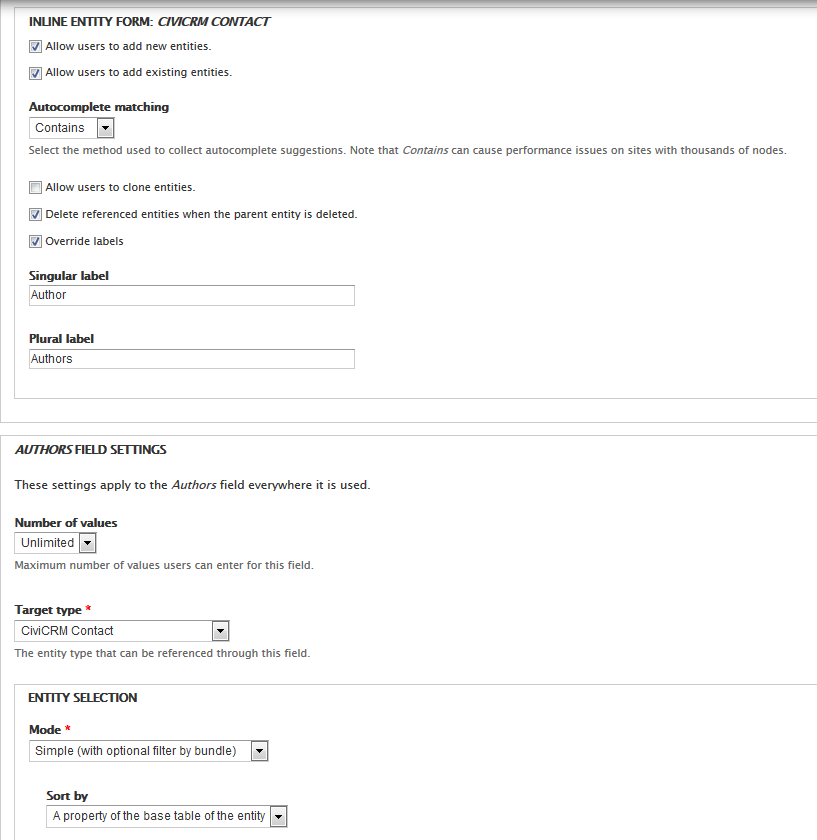 INLINE ENTITY FORM: CIVICRM CONTACT
Allow users to add new entities.
Allow users to add existing entities.
Autocomplete matching
Contains
Select the method used to collect autocomplete suggestions. Note that Contains can cause performance issues on sites with thousands of nodes.
Allow users to clone entities.
Delete referenced entities when the parent entity is deleted.
Override labels
Singular label
Author
Plural label
Authors
AUTHORS FIELD SETTINGS
These settings apply to the Authors field everywhere it is used.
Number of values
Unlimited
Maximum number of values users can enter for this field.
Target type *
CiviCRM Contact
The entity type that can be referenced through this field.
ENTITY SELECTION
Mode *
Simple (with optional filter by bundle)
Sort by
A property of the base table of the entity